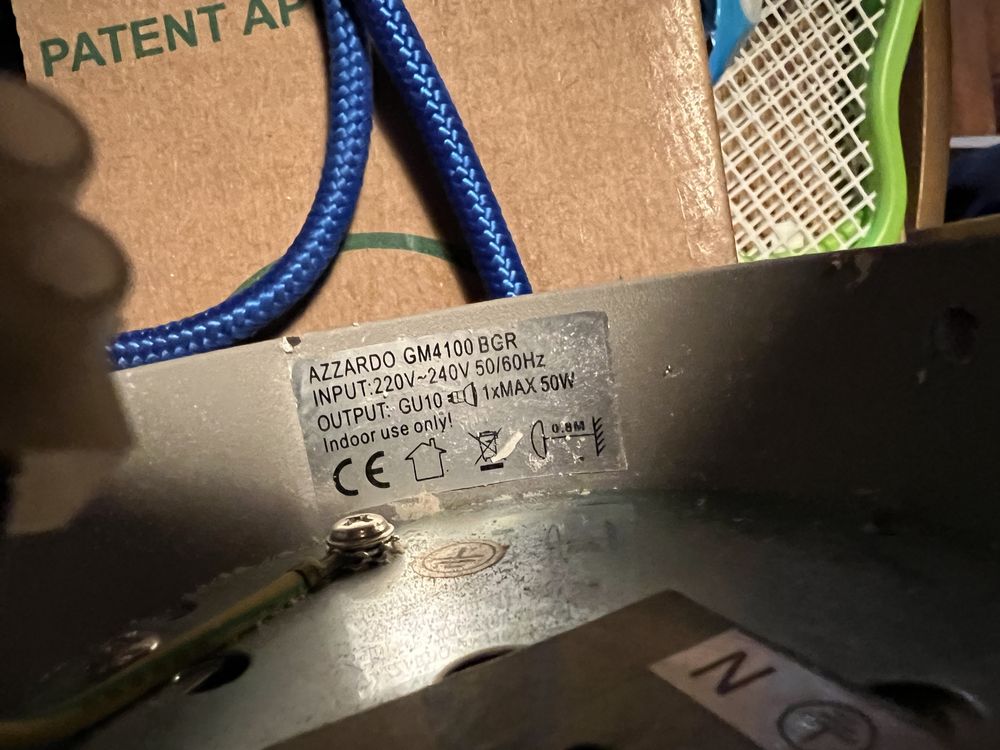 PATENT AP
AZZARDO GM4100 BGR
INPUT:220V~240V 50/60Hz
OUTPUT: GU10 1xMAX 50W
Indoor use only!
CE
0.8M
N